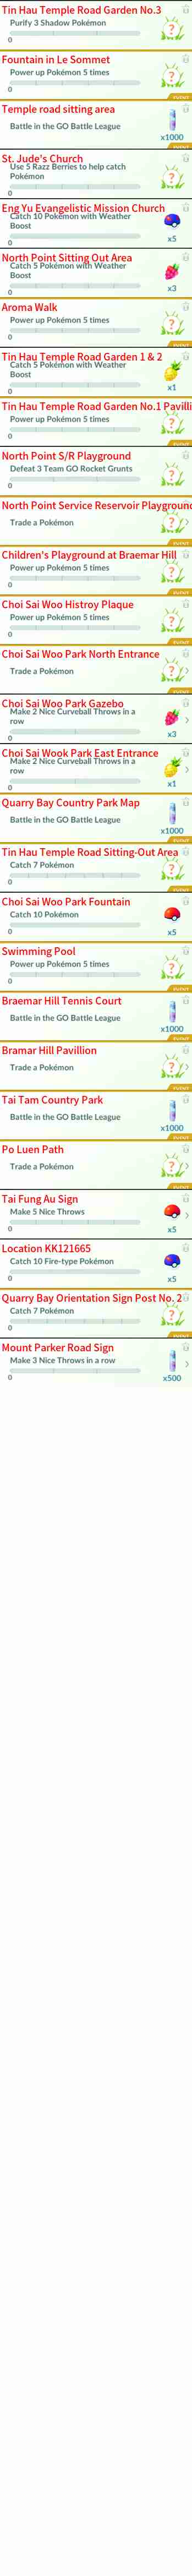 Tin Hau Temple Road Garden No.3
Purify 3 Shadow Pokémon
?
0
Fountain in Le Sommet
Power up Pokémon 5 times
?
0
EVENT
Temple road sitting area
Battle in the GO Battle League
x1000
EVENT
St. Jude's Church
Use 5 Razz Berries to help catch
Pokémon
?
0
Eng Yu Evangelistic Mission Church
Catch 10 Pokémon with Weather
Boost
0
x5
North Point Sitting Out Area
Catch 5 Pokémon with Weather
Boost
0
x3
Aroma Walk
Power up Pokémon 5 times
?
0
Tin Hau Temple Road Garden 1 & 2
Catch 5 Pokémon with Weather
Boost
0
x1
Tin Hau Temple Road Garden No.1 Pavilli
Power up Pokémon 5 times
?
0
EVENT
North Point S/R Playground
Defeat 3 Team GO Rocket Grunts
?
0
North Point Service Reservoir Playground
Trade a Pokémon
?
EVENT
Children's Playground at Braemar Hill
Power up Pokémon 5 times
?
0
EVENT
Choi Sai Woo Histroy Plaque
Power up Pokémon 5 times
?
0
EVENT
Choi Sai Woo Park North Entrance
Trade a Pokémon
?
EVENT
Choi Sai Woo Park Gazebo
Make 2 Nice Curveball Throws in a
row
0
x3
Choi Sai Wook Park East Entrance
Make 2 Nice Curveball Throws in a
row
0
x1
Quarry Bay Country Park Map
Battle in the GO Battle League
x1000
EVENT
Tin Hau Temple Road Sitting-Out Area
Catch 7 Pokémon
?
0
EVENT
Choi Sai Woo Park Fountain
Catch 10 Pokémon
0
x5
Swimming Pool
Power up Pokémon 5 times
?
0
EVENT
Braemar Hill Tennis Court
Battle in the GO Battle League
x1000
EVENT
Bramar Hill Pavillion
Trade a Pokémon
?
EVENT
Tai Tam Country Park
Battle in the GO Battle League
x1000
EVENT
Po Luen Path
Trade a Pokémon
?
EVENT
Tai Fung Au Sign
Make 5 Nice Throws
0
x5
Location KK121665
Catch 10 Fire-type Pokémon
0
x5
Quarry Bay Orientation Sign Post No. 2
Catch 7 Pokémon
?
0
EVENT
Mount Parker Road Sign
Make 3 Nice Throws in a row
0
x500